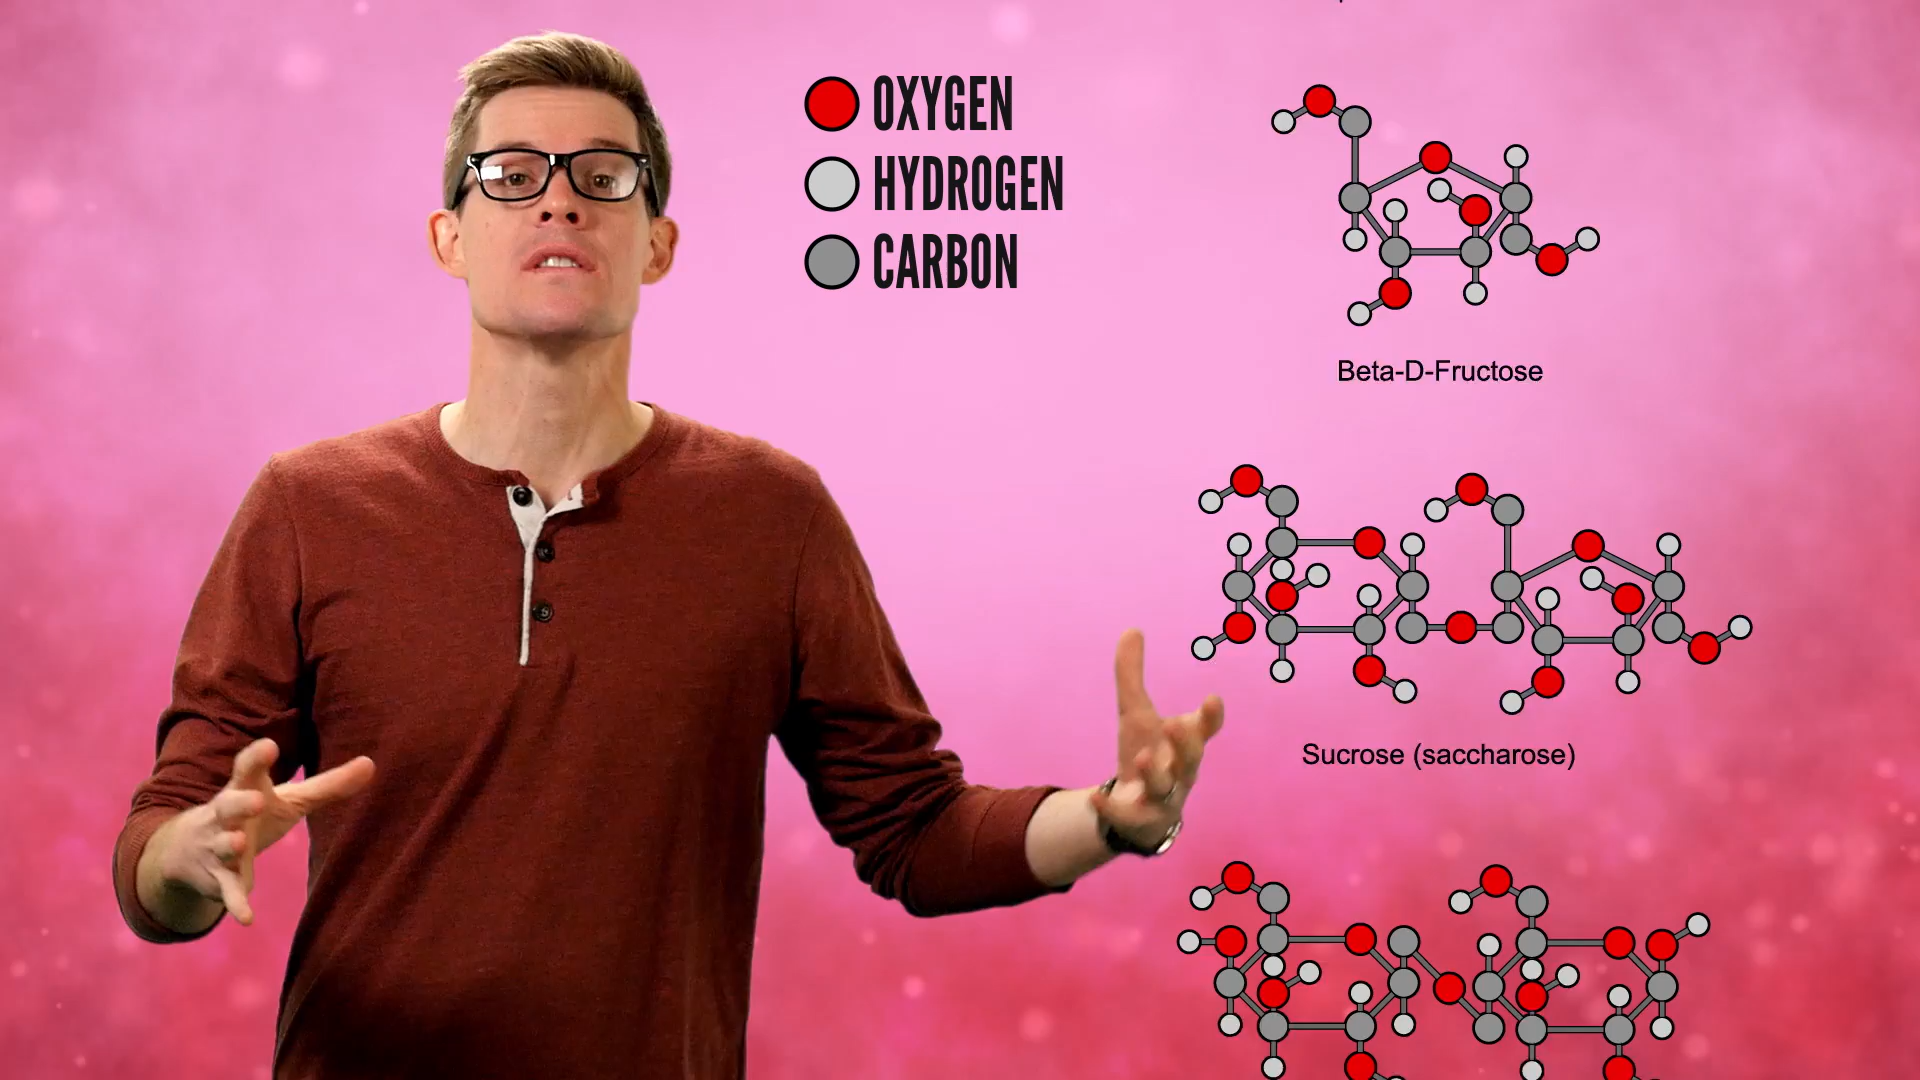 OXYGEN
HYDROGEN
CARBON
Beta-D-Fructose
Sucrose (saccharose)